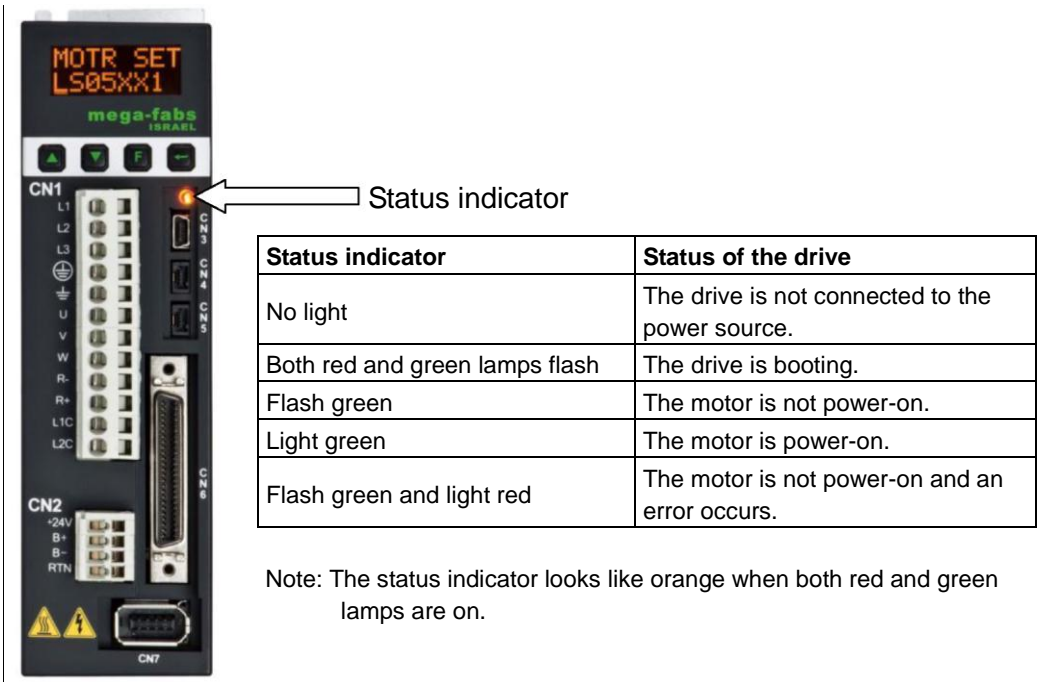 MOTR SET
LS05XX1
mega-fabs
ISRAEL
F
CN1
L1
L2
L3
U
V
W
R-
R+
L1C
L2C
CN3
CN4
CN5
CN6
CN2
+24V
B+
B-
RTN
CN7
Status indicator
Status indicator Status of the drive
No light The drive is not connected to the
power source.
Both red and green lamps flash The drive is booting.
Flash green The motor is not power-on.
Light green The motor is power-on.
Flash green and light red The motor is not power-on and an
error occurs.
Note: The status indicator looks like orange when both red and green
lamps are on.